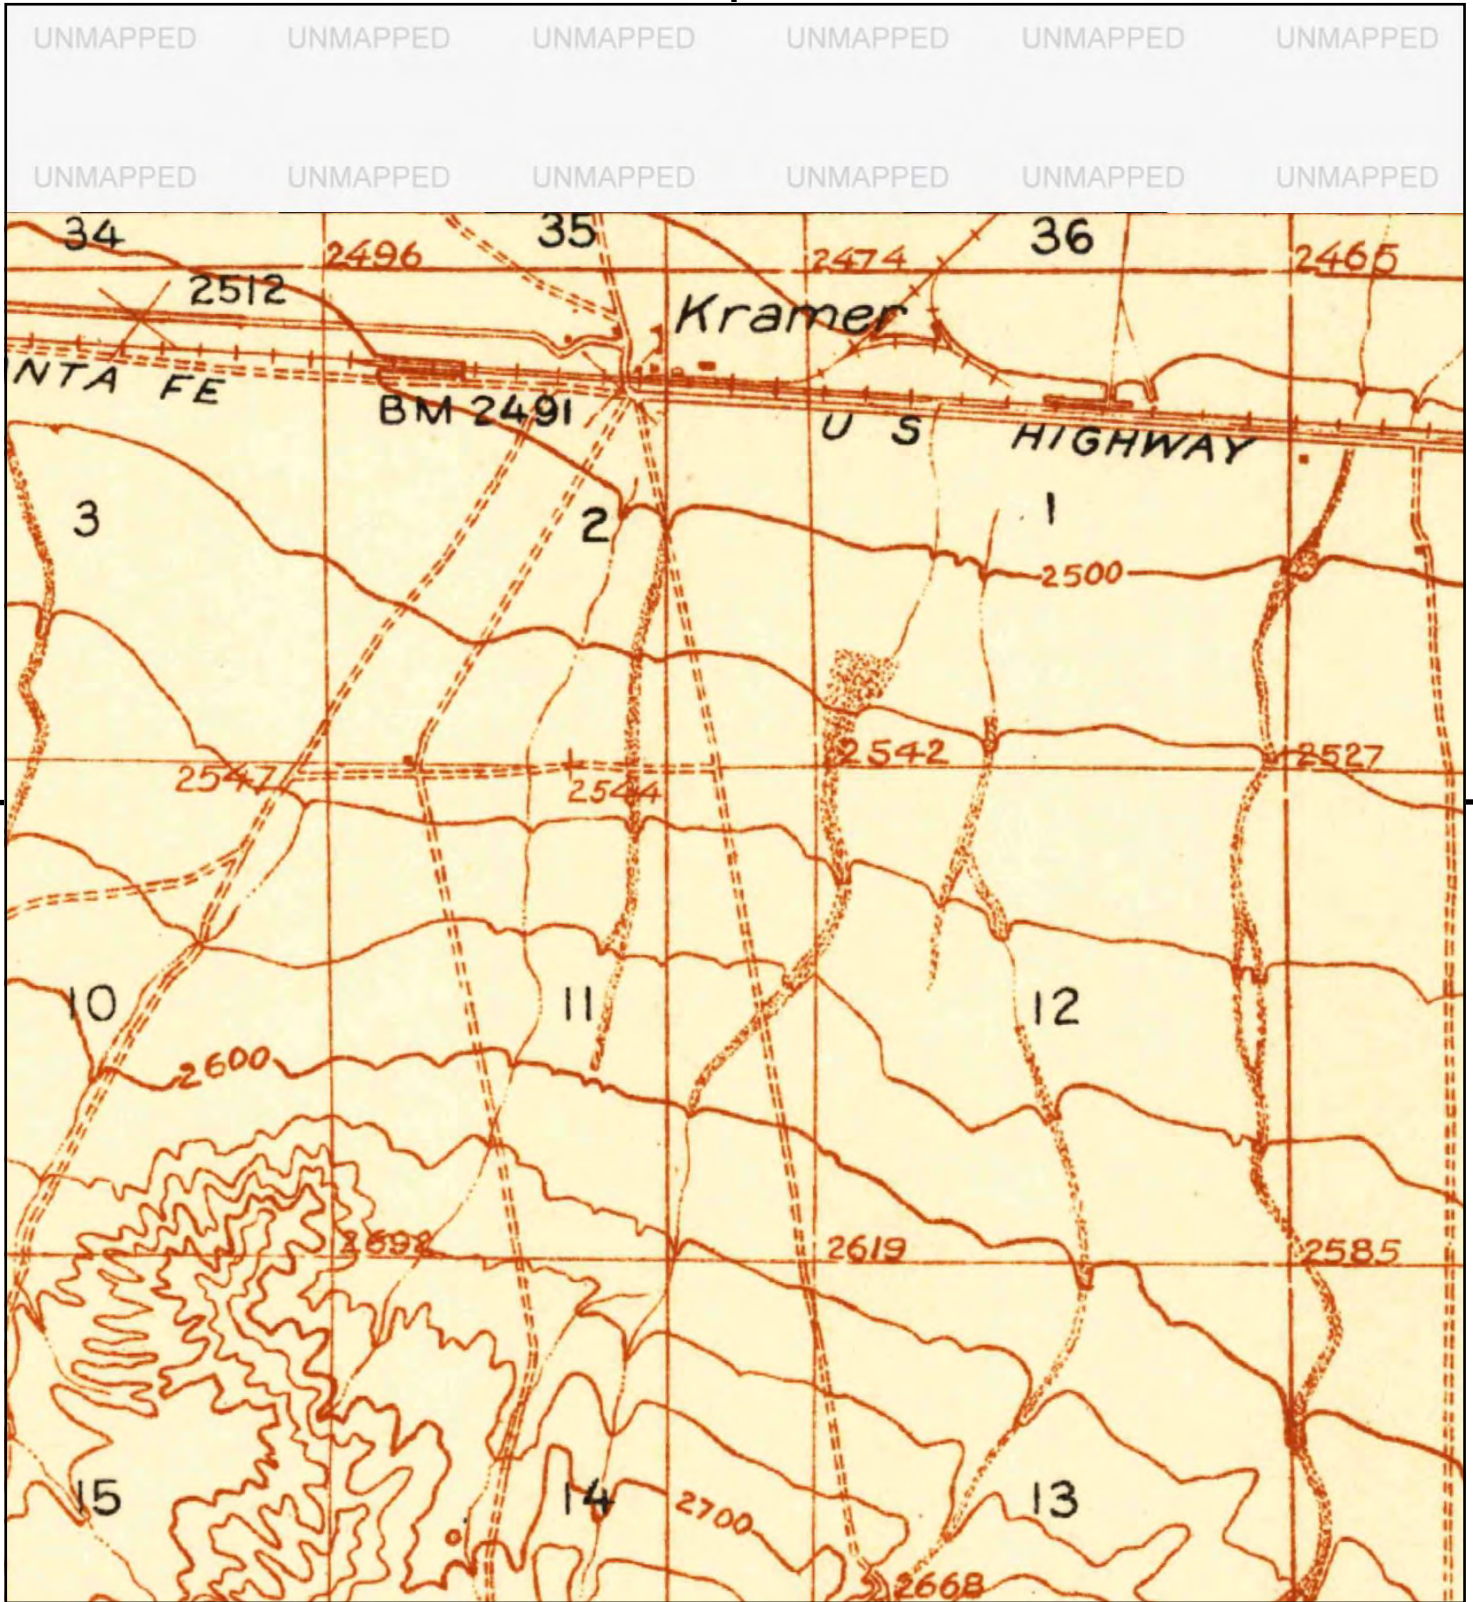 UNMAPPED UNMAPPED UNMAPPED UNMAPPED UNMAPPED UNMAPPED
UNMAPPED UNMAPPED UNMAPPED UNMAPPED UNMAPPED UNMAPPED
34 35 36
2496 2474 2465
2512
Kramer
NTA FE
BM 2491
U S HIGHWAY
3 2 1
2500
2542 2527
2547 2544
10 11 12
2600
2692 2619 2585
15 14 13
2700
2668